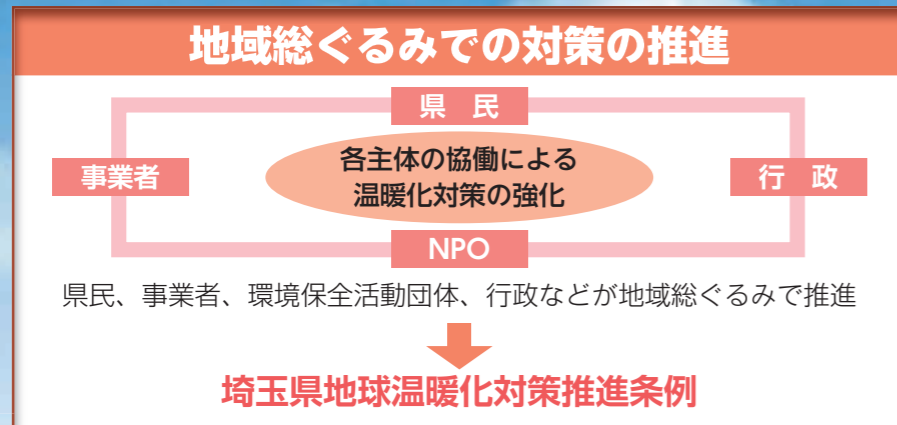 地域総ぐるみでの対策の推進
県　民
事業者
各主体の協働による
温暖化対策の強化
行　政
NPO
県民、事業者、環境保全活動団体、行政などが地域総ぐるみで推進
埼玉県地球温暖化対策推進条例